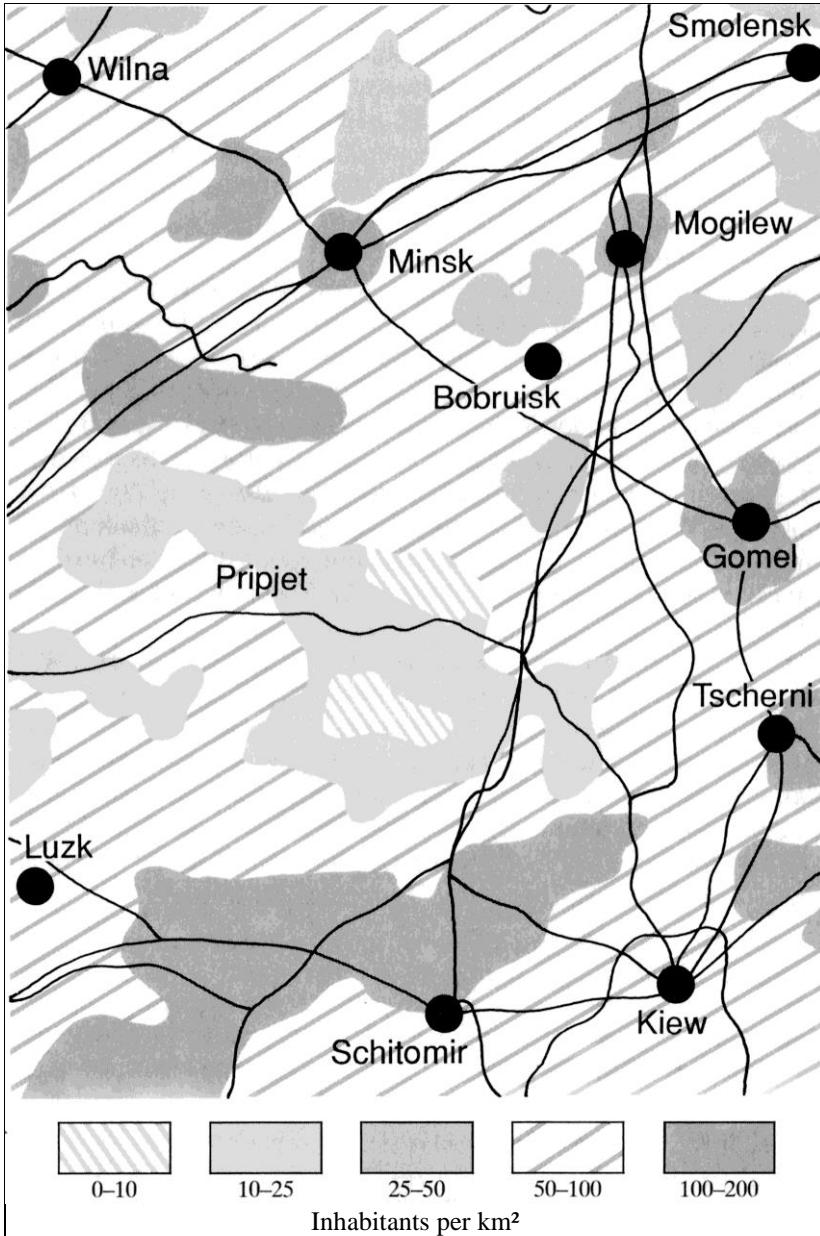 Smolensk
Wilna
Mogilew
Minsk
Bobruisk
Gomel
Pripjet
Tscherni
Luzk
Kiew
Schitomir
0–10
10–25
25–50
50–100
100–200
Inhabitants per km²